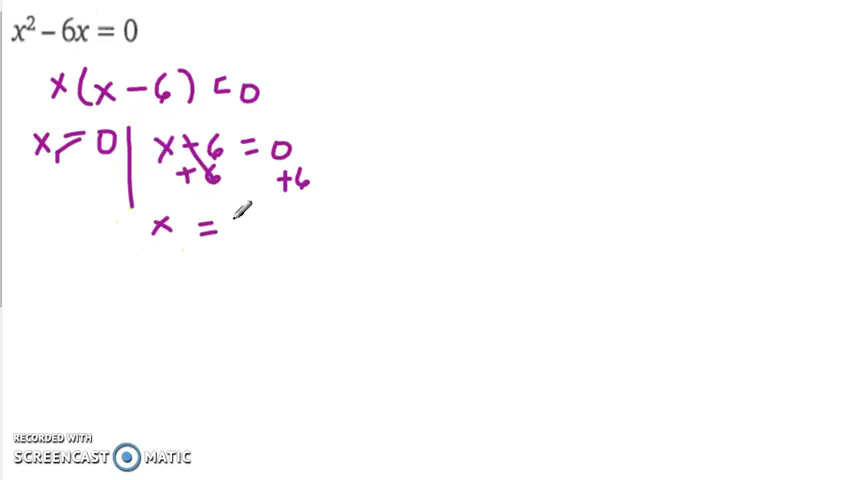 x² – 6x = 0
x(x – 6) = 0
x = 0 | x – 6 = 0
+6 +6
x =
RECORDED WITH
SCREENCAST MATIC